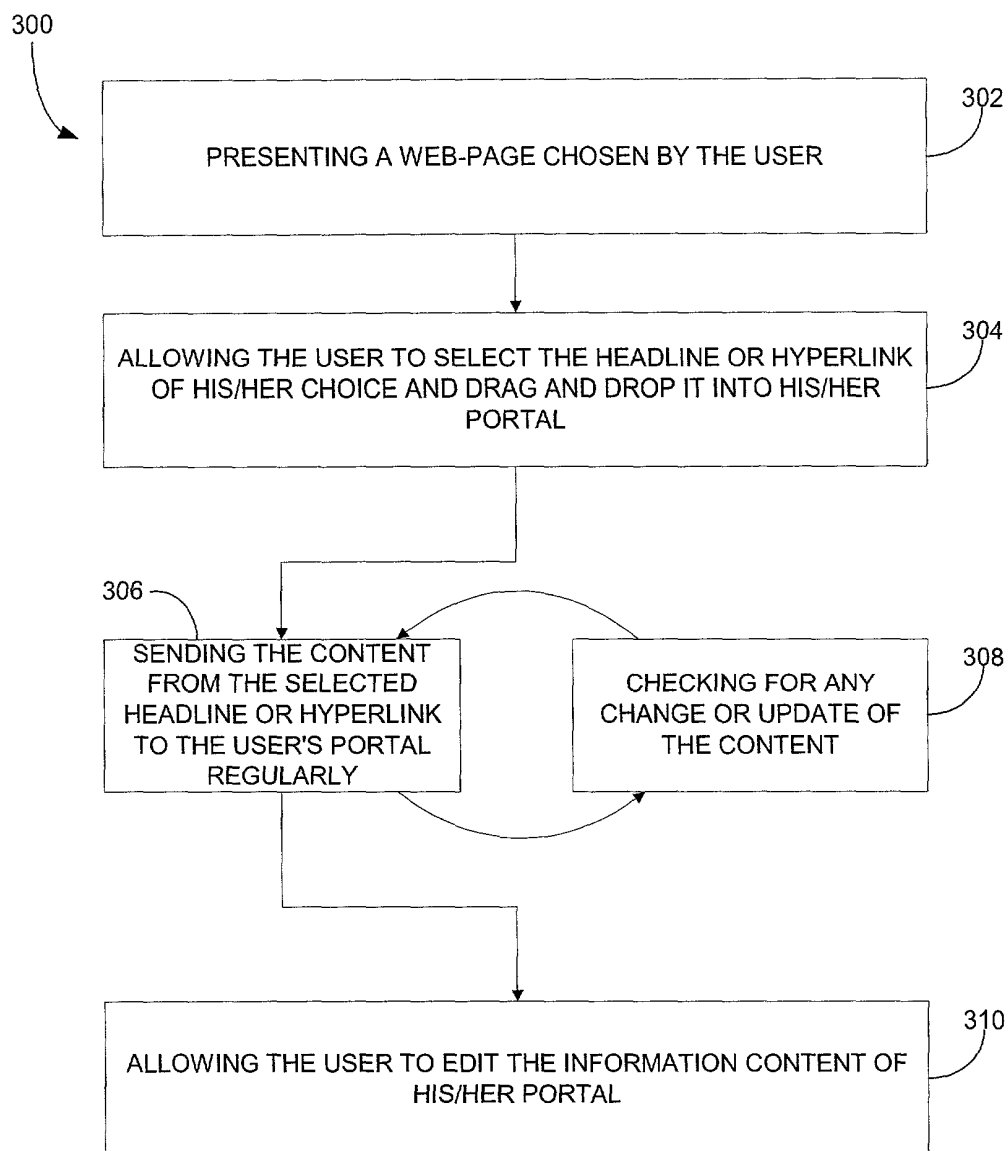 300
302
PRESENTING A WEB-PAGE CHOSEN BY THE USER
304
ALLOWING THE USER TO SELECT THE HEADLINE OR HYPERLINK
OF HIS/HER CHOICE AND DRAG AND DROP IT INTO HIS/HER
PORTAL
306
SENDING THE CONTENT
FROM THE SELECTED
HEADLINE OR HYPERLINK
TO THE USER'S PORTAL
REGULARLY
308
CHECKING FOR ANY
CHANGE OR UPDATE OF
THE CONTENT
310
ALLOWING THE USER TO EDIT THE INFORMATION CONTENT OF
HIS/HER PORTAL